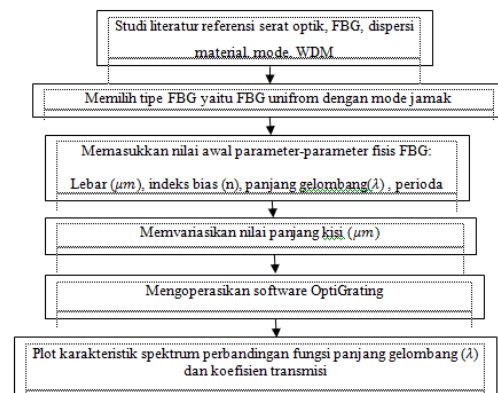 Studi literatur referensi serat optik, FBG, dispersi
material, mode, WDM
Memilih tipe FBG yaitu FBG unifrom dengan mode jamak
Memasukkan nilai awal parameter-parameter fisis FBG:
Lebar (μm), indeks bias (n), panjang gelombang(λ) , perioda
Memvariasikan nilai panjang kisi (μm)
Mengoperasikan software OptiGrating
Plot karakteristik spektrum perbandingan fungsi panjang gelombang (λ)
dan koefisien transmisi